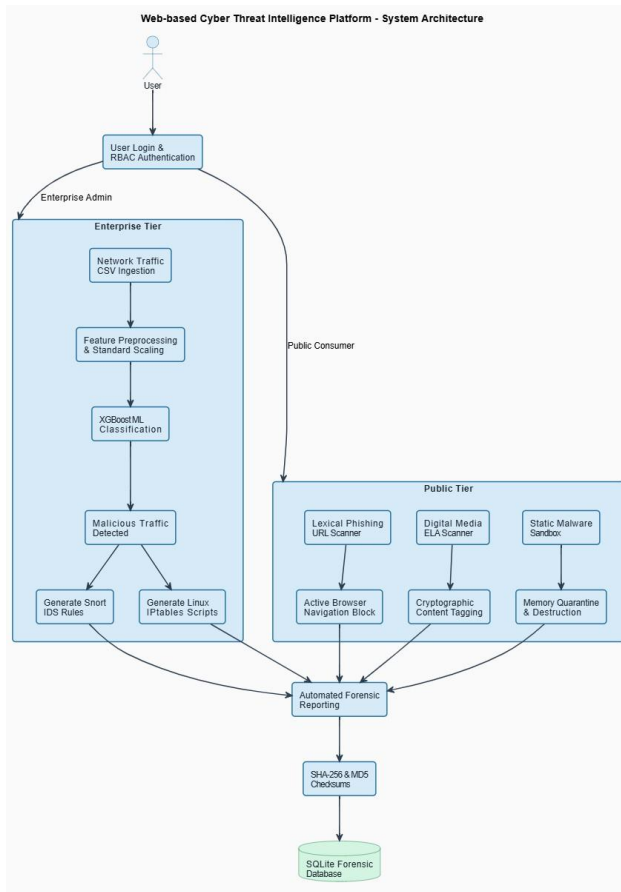 Web-based Cyber Threat Intelligence Platform - System Architecture
User
User Login &
RBAC Authentication
Enterprise Admin
Enterprise Tier
Network Traffic
CSV Ingestion
Feature Preprocessing
& Standard Scaling
Public Consumer
XGBoost ML
Classification
Malicious Traffic
Detected
Generate Snort
IDS Rules
Generate Linux
IPtables Scripts
Public Tier
Lexical Phishing
URL Scanner
Digital Media
ELA Scanner
Static Malware
Sandbox
Active Browser
Navigation Block
Cryptographic
Content Tagging
Memory Quarantine
& Destruction
Automated Forensic
Reporting
SHA-256 & MD5
Checksums
SQLite Forensic
Database